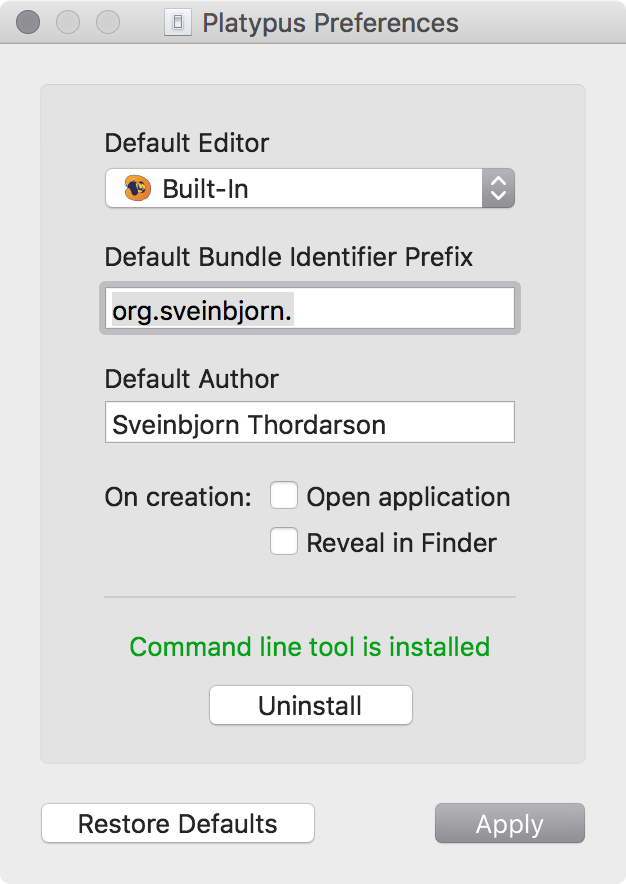 Platypus Preferences
Default Editor
Built-In
Default Bundle Identifier Prefix
org.sveinbjorn.
Default Author
Sveinbjorn Thordarson
On creation: Open application
Reveal in Finder
Command line tool is installed
Uninstall
Restore Defaults Apply